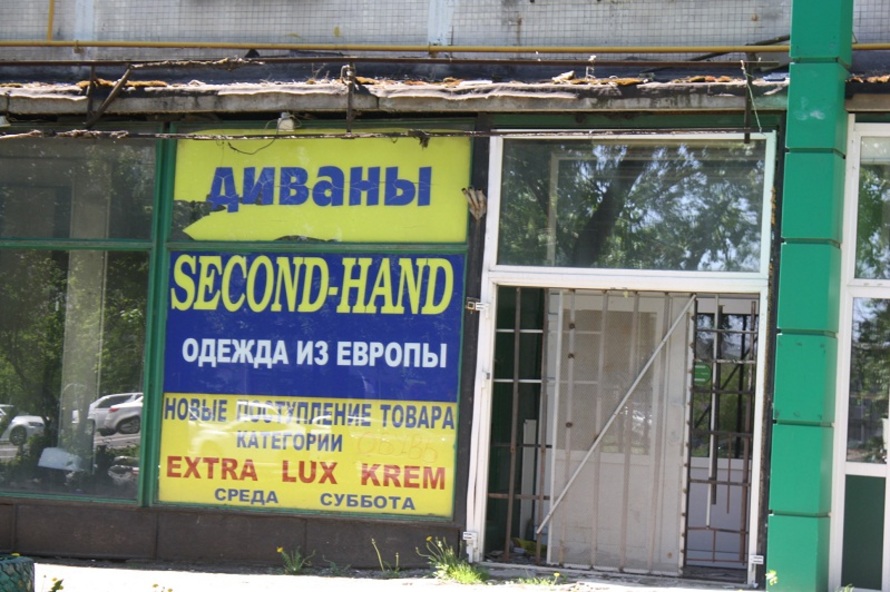 диваны
SECOND-HAND
ОДЕЖДА ИЗ ЕВРОПЫ
НОВЫЕ ПОСТУПЛЕНИЕ ТОВАРА
КАТЕГОРИИ
EXTRA LUX KREM
СРЕДА СУББОТА